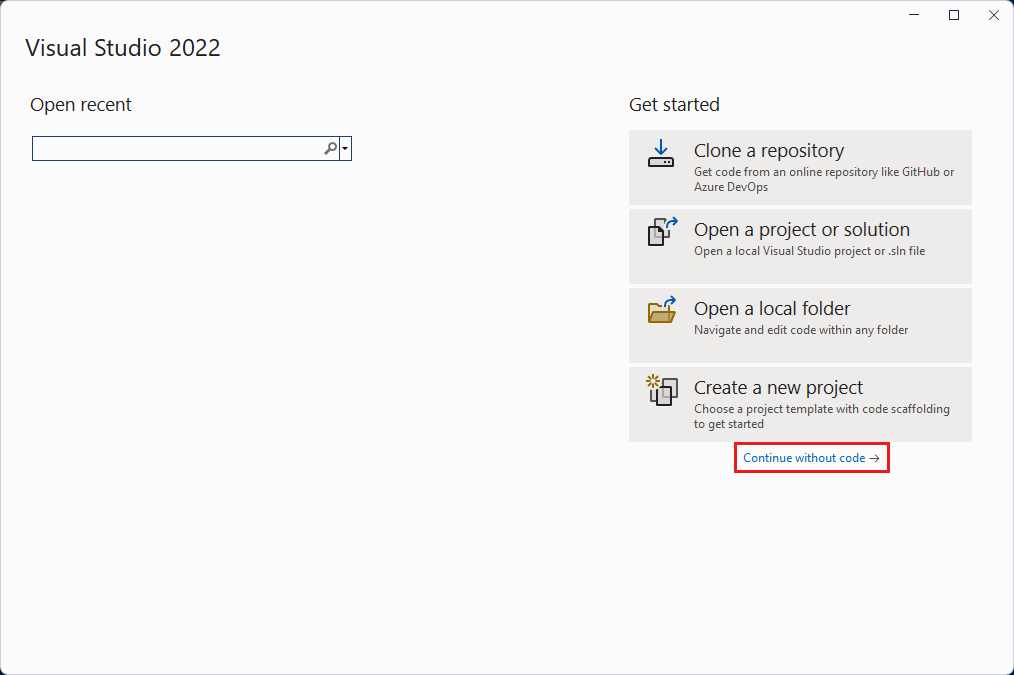 Visual Studio 2022
Open recent
Get started
Clone a repository
Get code from an online repository like GitHub or
Azure DevOps
Open a project or solution
Open a local Visual Studio project or .sln file
Open a local folder
Navigate and edit code within any folder
Create a new project
Choose a project template with code scaffolding
to get started
Continue without code →